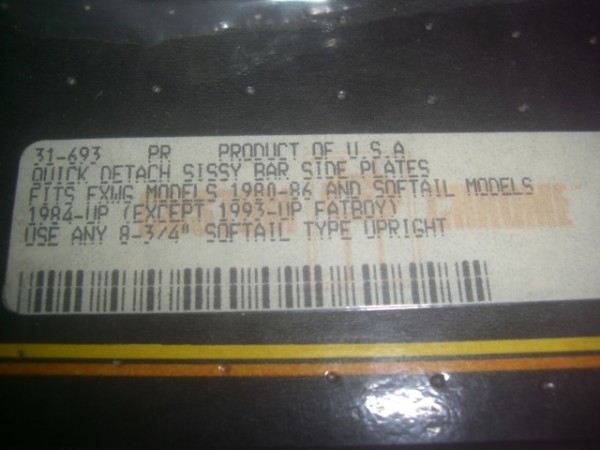 31-693 PR PRODUCT OF U.S.A
QUICK DETACH SISSY BAR SIDE PLATES
FITS FXWG MODELS 1980-86 AND SOFTAIL MODELS
1984-UP (EXCEPT 1993-UP FATBOY)
USE ANY 8-3/4" SOFTAIL TYPE UPRIGHT